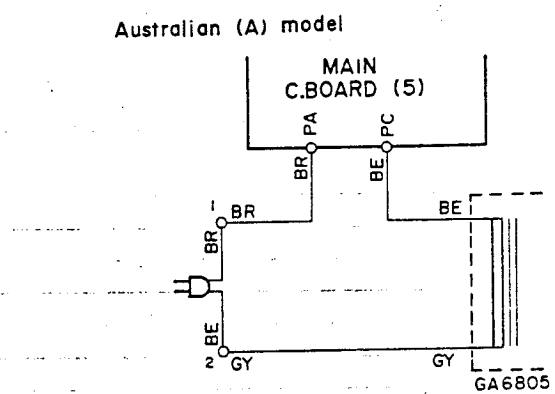 Australian (A) model
MAIN
C.BOARD (5)
PA
PC
BR
BE
1
BR
BE
BR
BE
2
GY
GY
GA6805